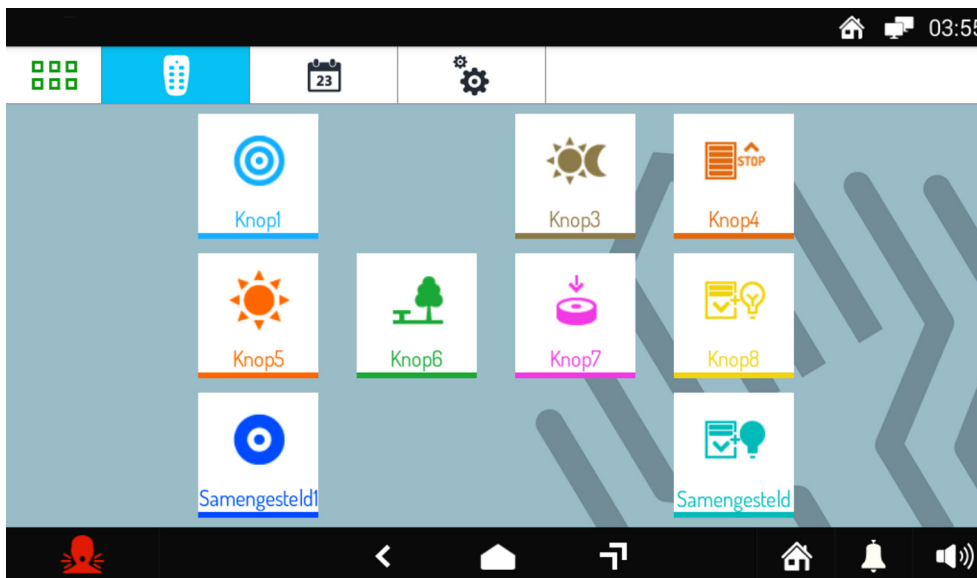 03:55
23
Knop1
Knop3
STOP
Knop4
Knop5
Knop6
Knop7
Knop8
Samengesteld1
Samengesteld